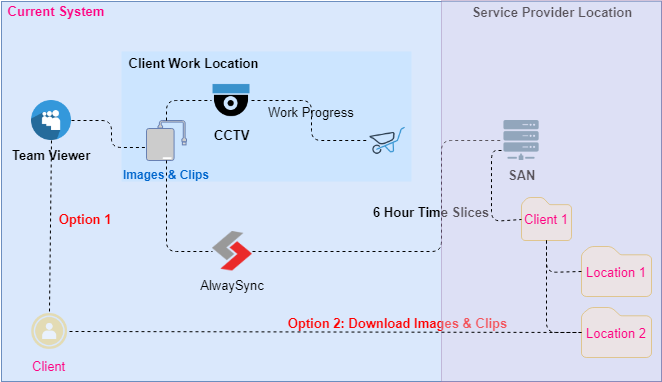 Current System
Service Provider Location
Client Work Location
CCTV
Work Progress
Team Viewer
Images & Clips
SAN
Option 1
6 Hour Time Slices
Client 1
AlwaySync
Location 1
Option 2: Download Images & Clips
Location 2
Client